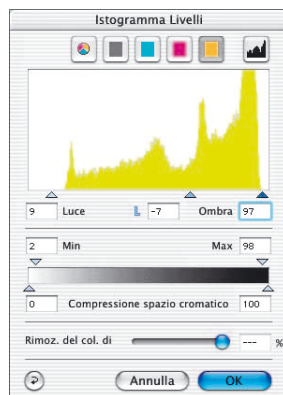 Istogramma Livelli
9 Luce L -7 Ombra 97
2 Min Max 98
0 Compressione spazio cromatico 100
Rimoz. del col. di --- %
? Annulla OK